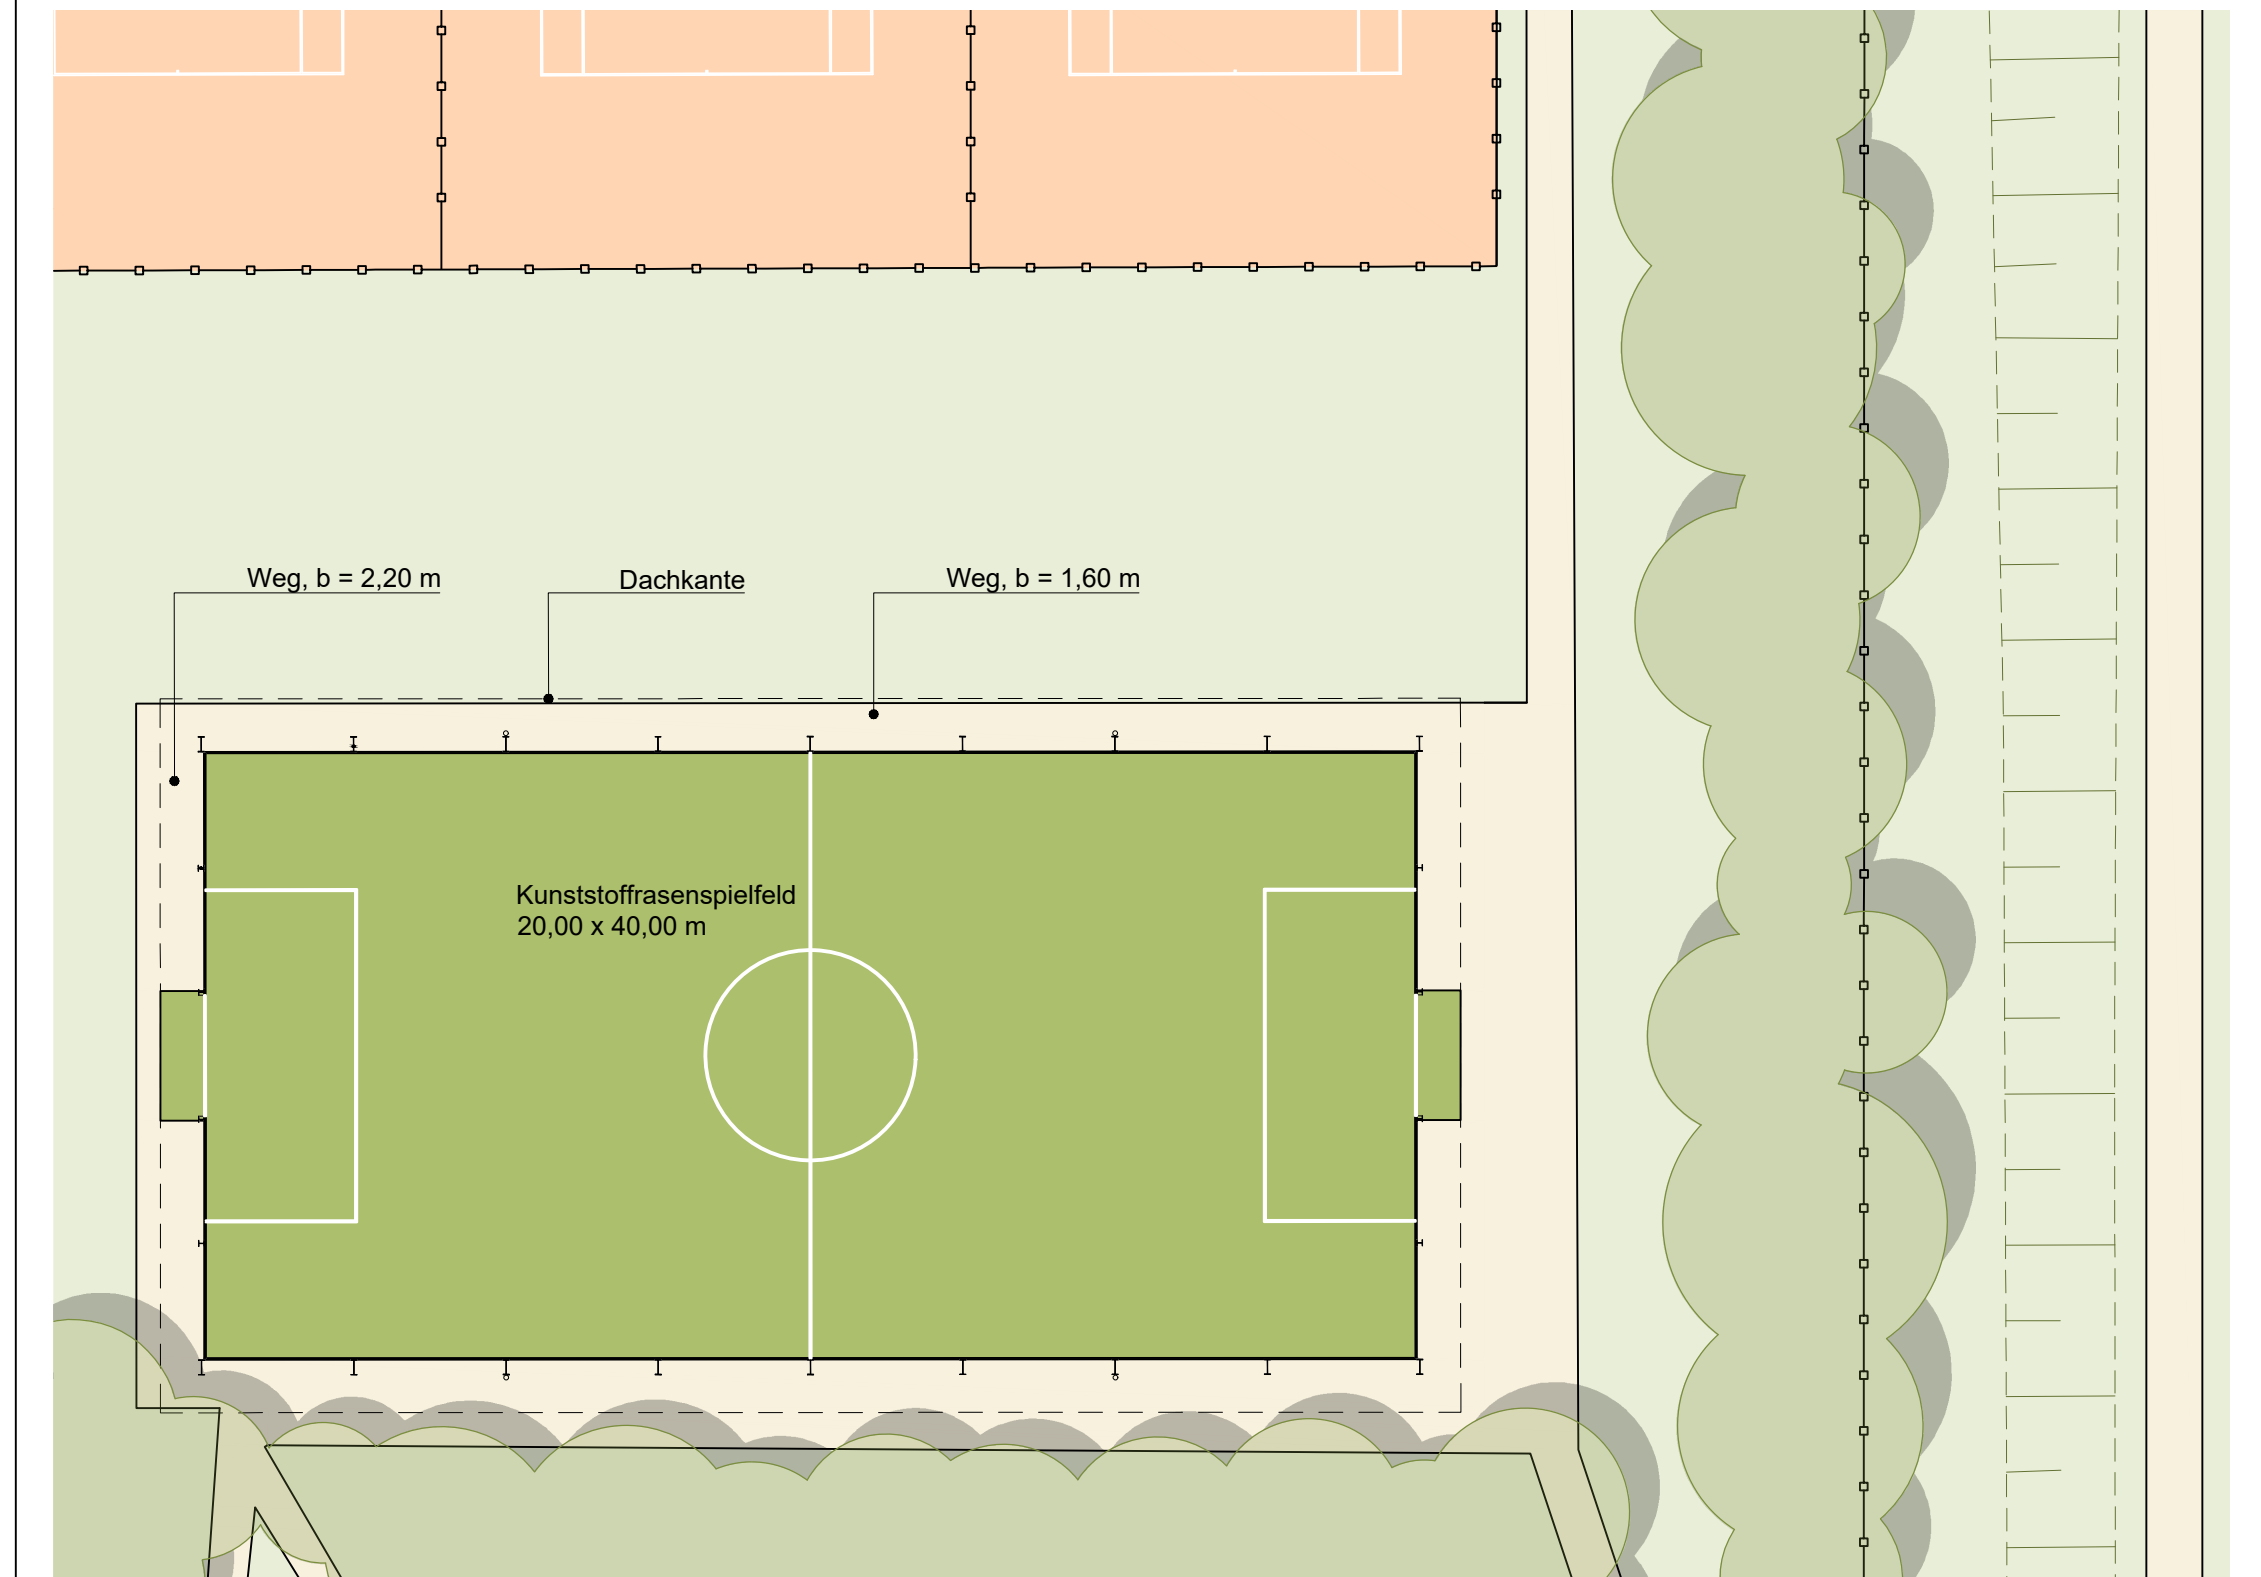 Weg, b = 2,20 m
Dachkante
Weg, b = 1,60 m
Kunststoffrasenspielfeld
20,00 x 40,00 m